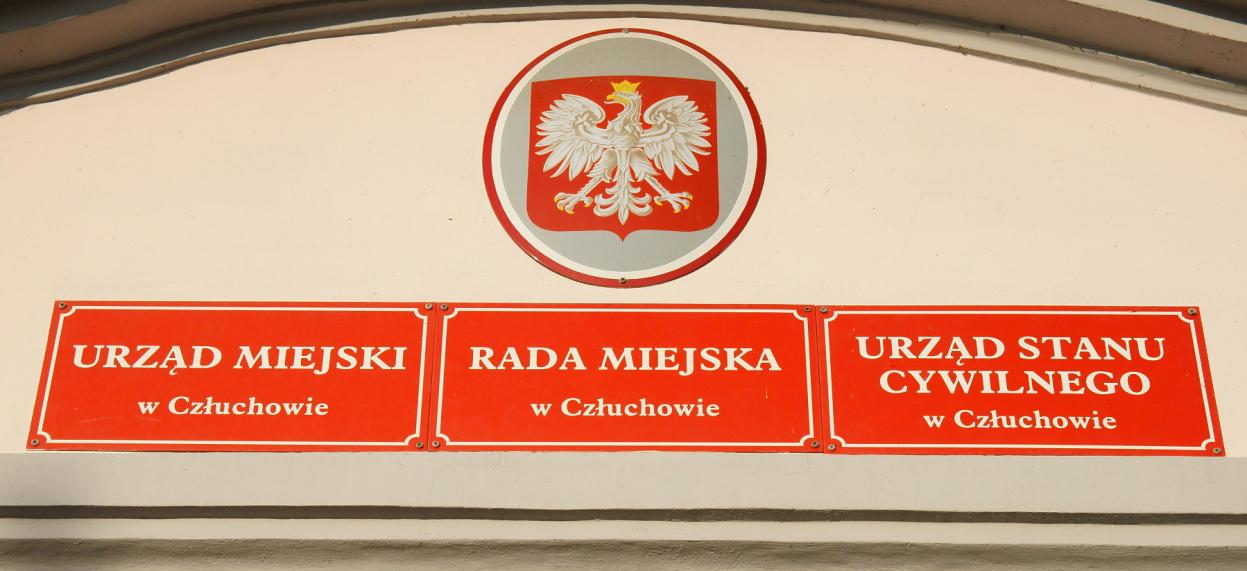 URZĄD MIEJSKI
w Człuchowie
RADA MIEJSKA
w Człuchowie
URZĄD STANU
CYWILNEGO
w Człuchowie